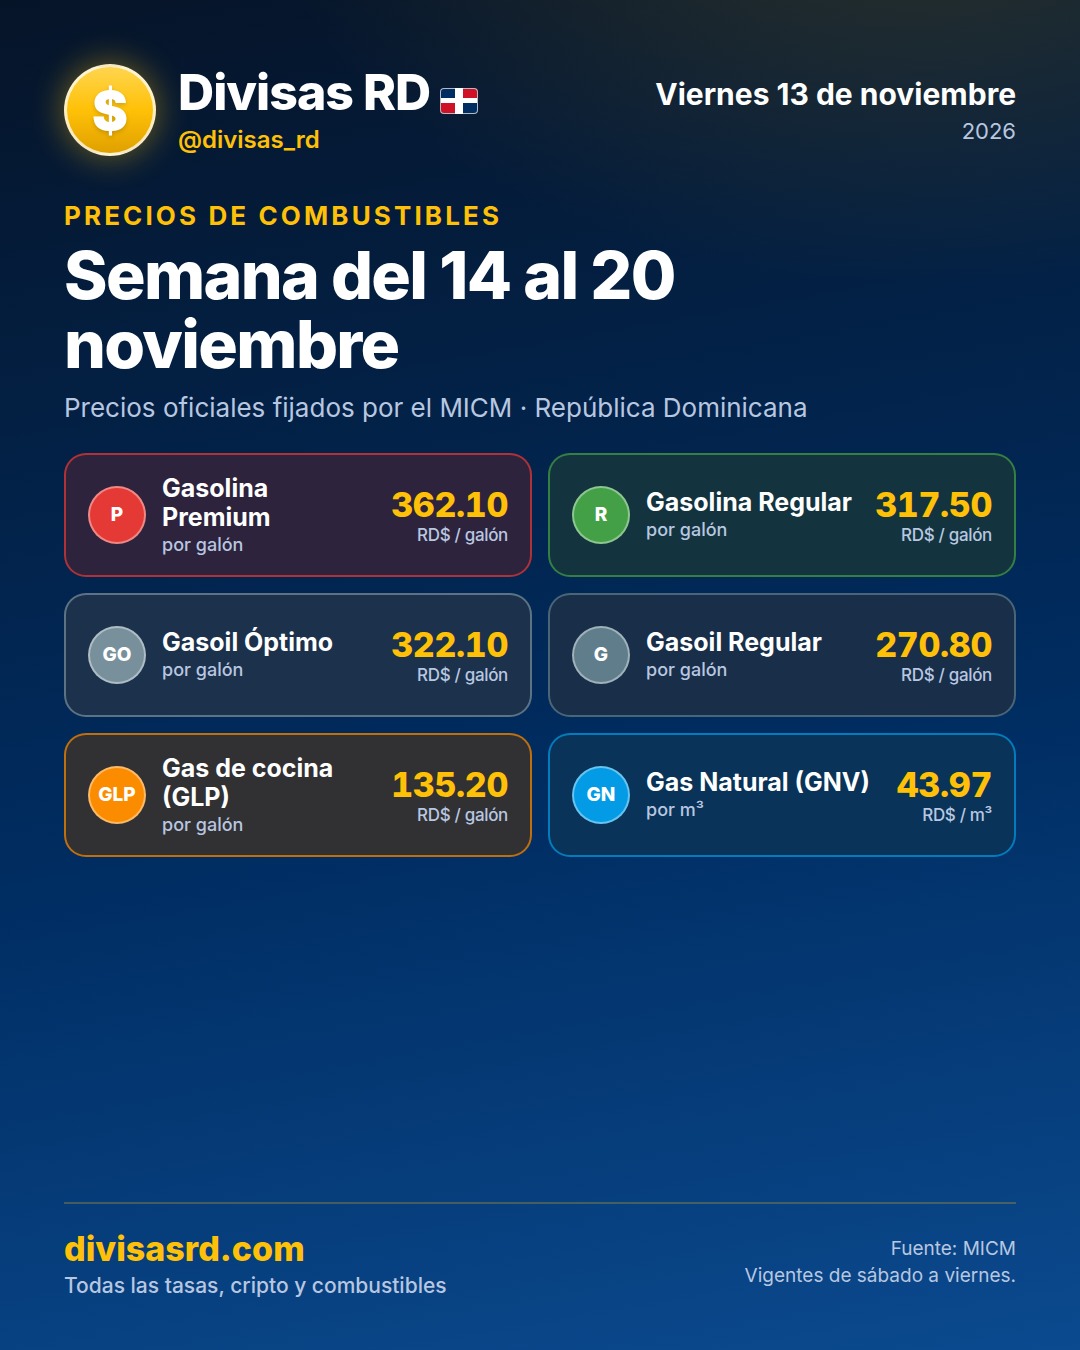 $
Divisas RD
@divisas_rd
Viernes 13 de noviembre
2026
PRECIOS DE COMBUSTIBLES
Semana del 14 al 20
noviembre
Precios oficiales fijados por el MICM · República Dominicana
P
Gasolina
Premium
por galón
362.10
RD$ / galón
R
Gasolina Regular
por galón
317.50
RD$ / galón
GO
Gasoil Óptimo
por galón
322.10
RD$ / galón
G
Gasoil Regular
por galón
270.80
RD$ / galón
GLP
Gas de cocina
(GLP)
por galón
135.20
RD$ / galón
GN
Gas Natural (GNV)
por m³
43.97
RD$ / m³
divisasrd.com
Todas las tasas, cripto y combustibles
Fuente: MICM
Vigentes de sábado a viernes.